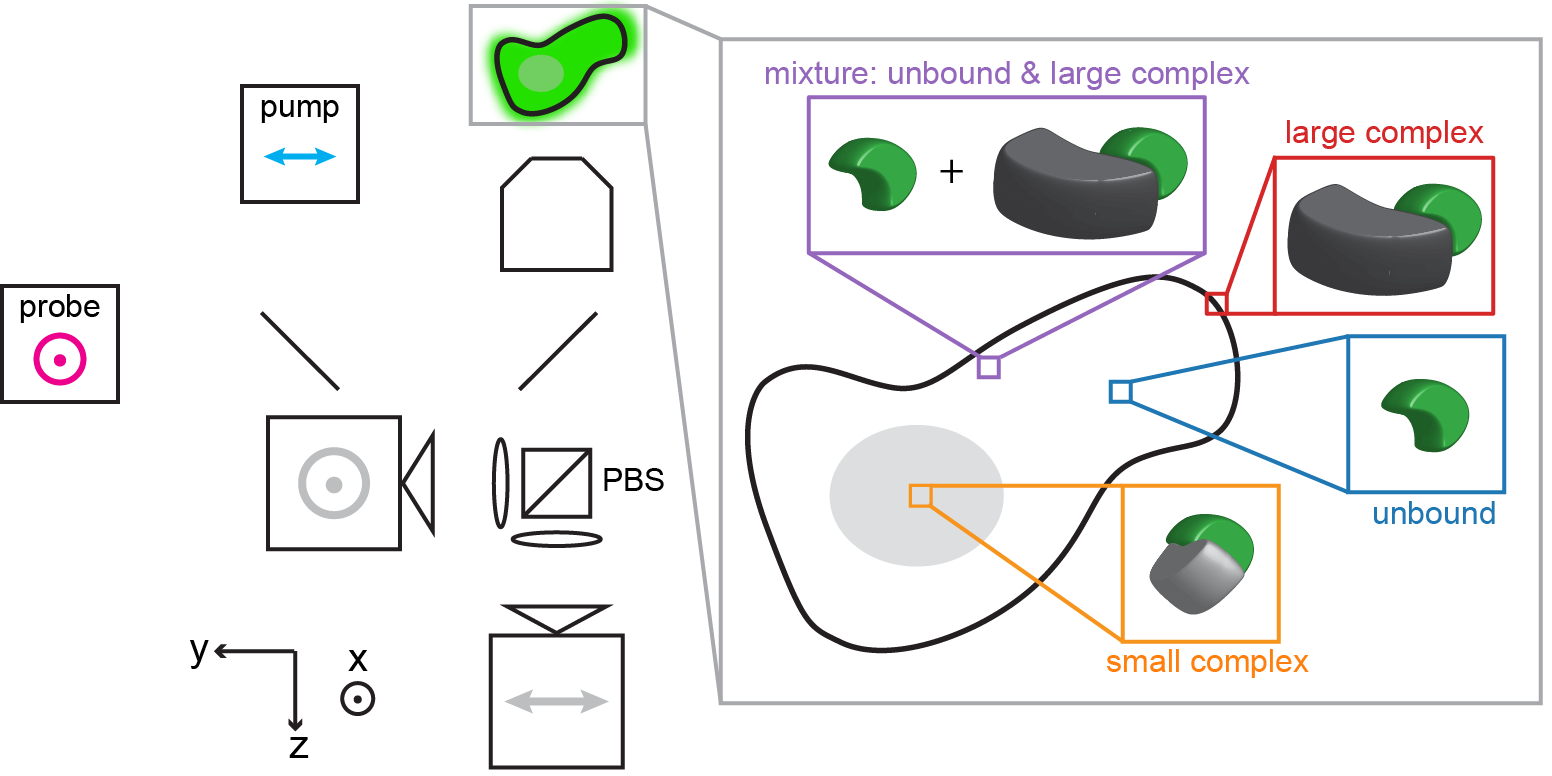 pump
probe
PBS
y
x
z
mixture: unbound & large complex
+
large complex
unbound
small complex